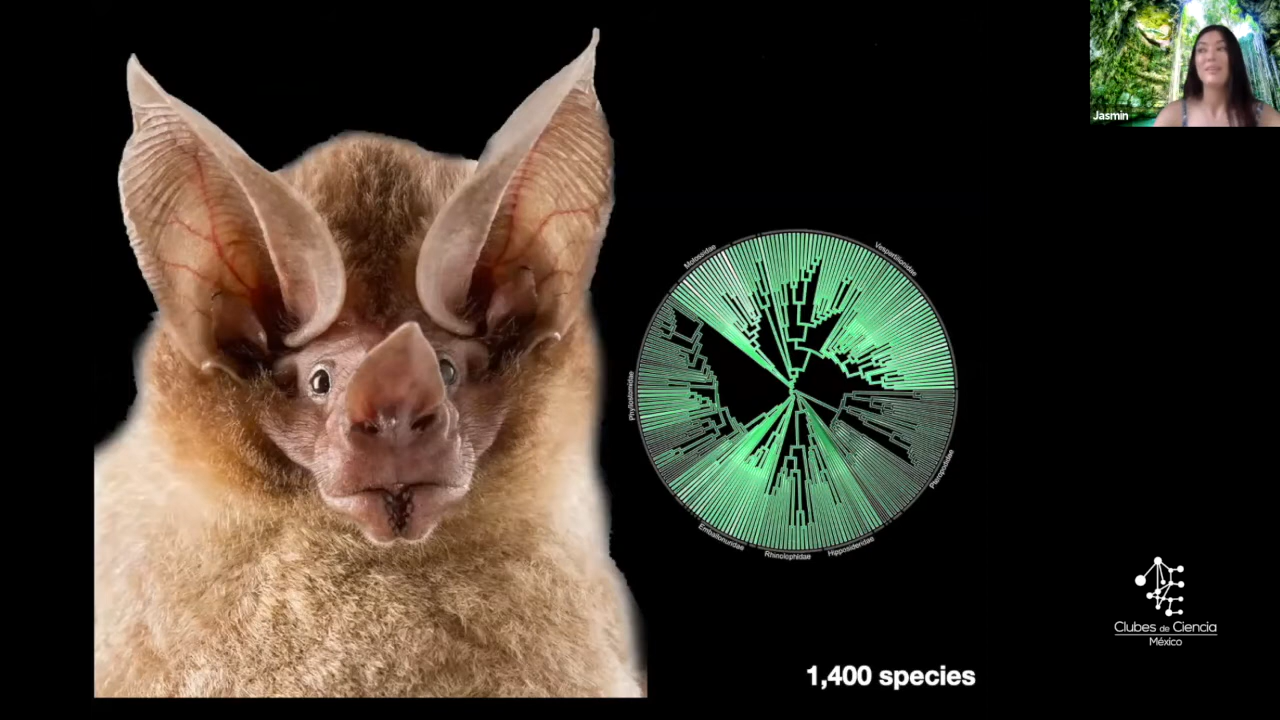 Jasmin
Molossidae
Vespertilionidae
Phyllostomidae
Pteropodidae
Emballonuridae
Rhinolophidae
Hipposideridae
Clubes de Ciencia
México
1,400 species